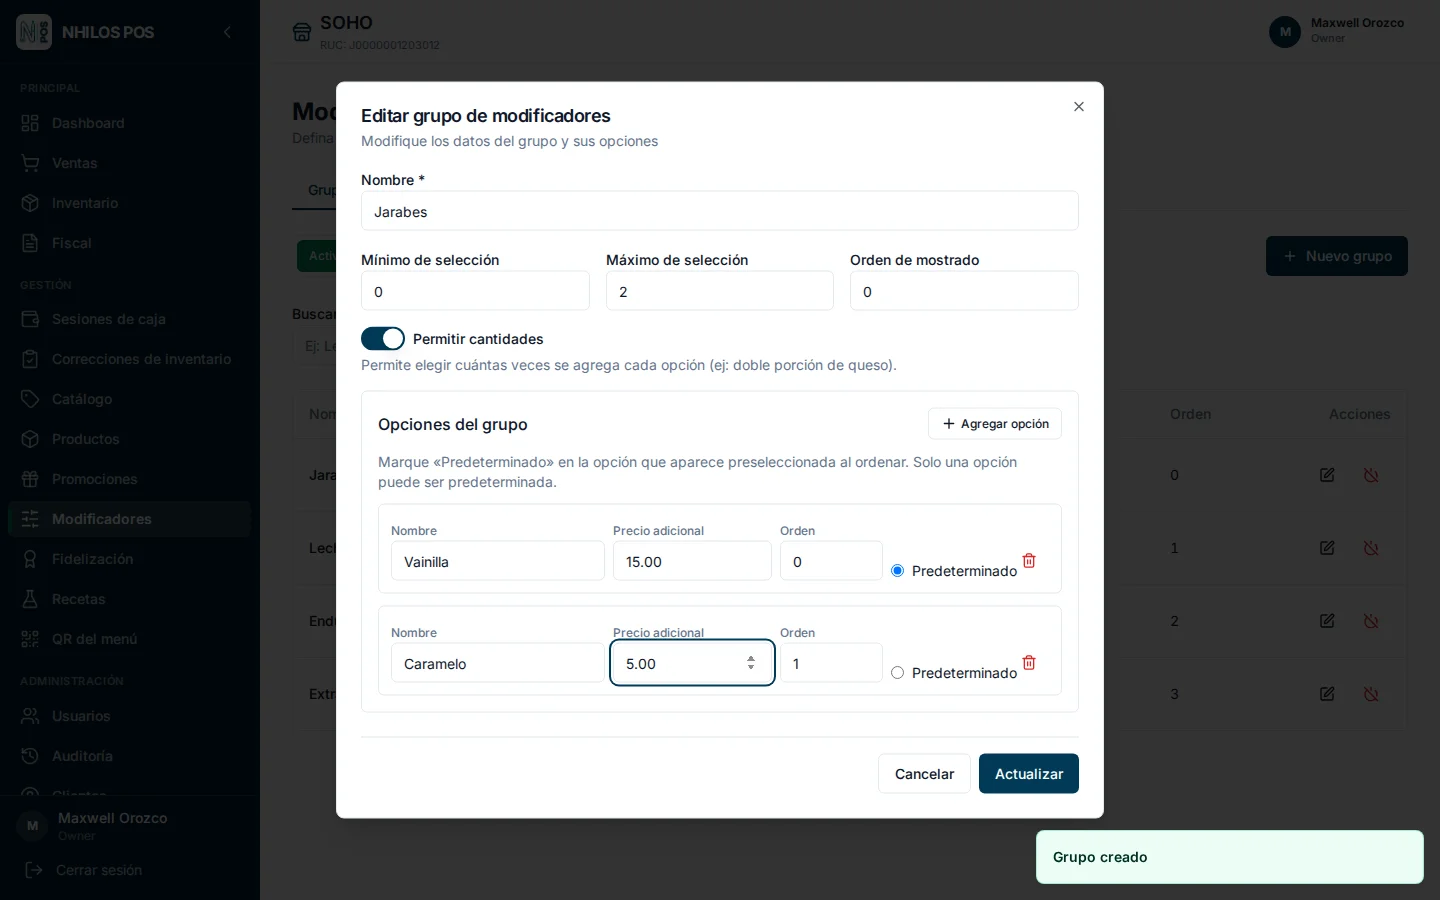 NHILOS POS
PRINCIPAL
Dashboard
Ventas
Inventario
Fiscal
GESTIÓN
Sesiones de caja
Correcciones de inventario
Catálogo
Productos
Promociones
Modificadores
Fidelización
Recetas
QR del menú
ADMINISTRACIÓN
Usuarios
Auditoría
Clientes
M
Maxwell Orozco
Owner
Cerrar sesión
SOHO
RUC: J0000001203012
M
Maxwell Orozco
Owner
Defina
Nuevo grupo
Buscar
Orden
Acciones
0
1
2
3
Editar grupo de modificadores
Modifique los datos del grupo y sus opciones
Nombre *
Jarabes
Mínimo de selección
Máximo de selección
Orden de mostrado
0
2
0
Permitir cantidades
Permite elegir cuántas veces se agrega cada opción (ej: doble porción de queso).
Opciones del grupo
Agregar opción
Marque «Predeterminado» en la opción que aparece preseleccionada al ordenar. Solo una opción
puede ser predeterminada.
Nombre
Precio adicional
Orden
Vainilla
15.00
0
Predeterminado
Nombre
Precio adicional
Orden
Caramelo
5.00
1
Predeterminado
Cancelar
Actualizar
Grupo creado